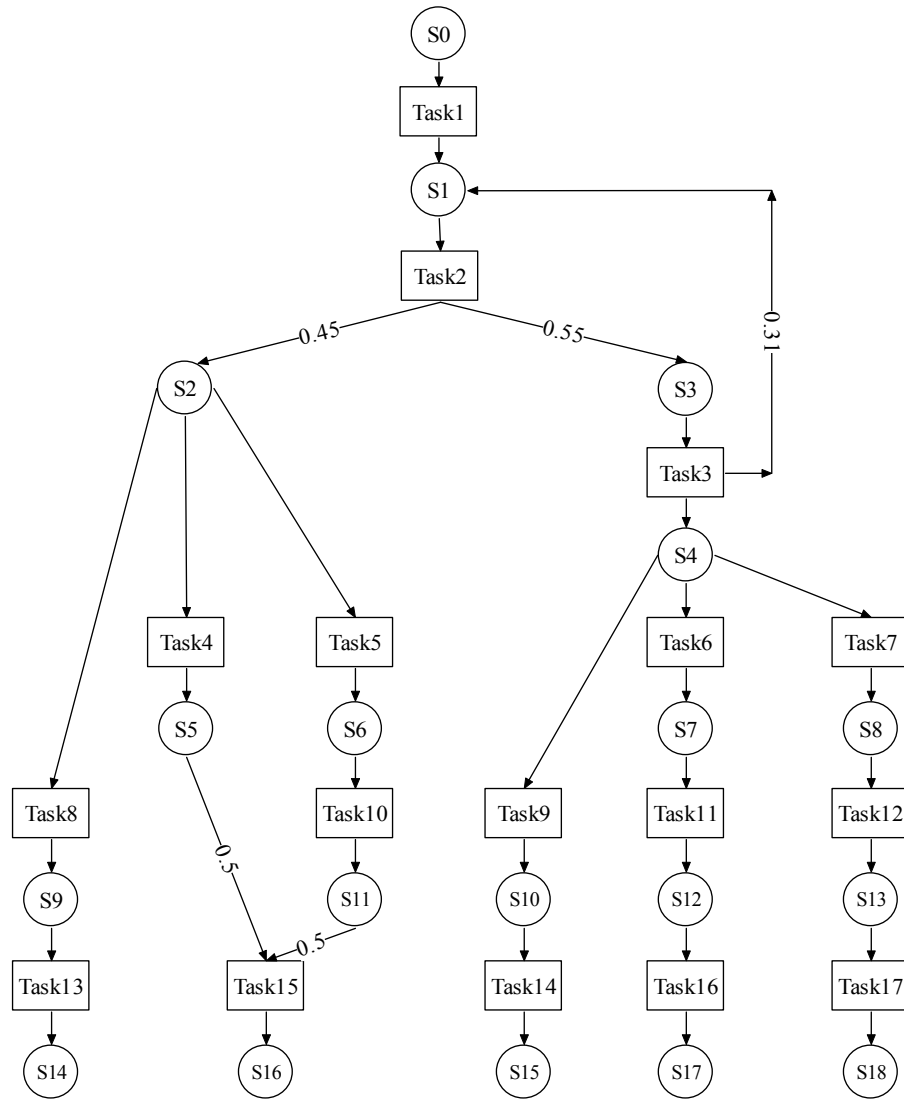 S0
Task1
S1
Task2
0.45
0.55
0.31
S2
S3
Task3
S4
Task4
Task5
Task6
Task7
S5
S6
S7
S8
Task8
Task10
Task9
Task11
Task12
0.5
S9
S11
S10
S12
S13
0.5
Task13
Task15
Task14
Task16
Task17
S14
S16
S15
S17
S18